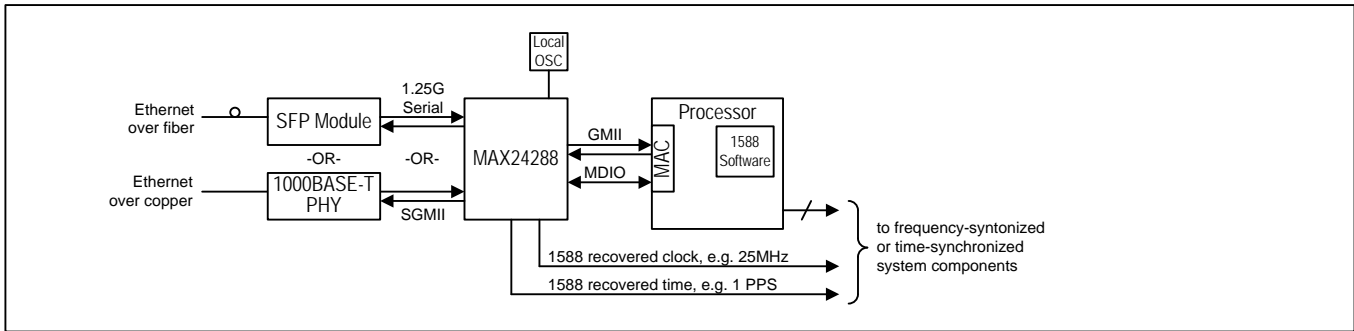 Local
OSC
1.25G
Serial
Ethernet
over fiber
SFP Module
-OR-
-OR-
Ethernet
over copper
1000BASE-T
PHY
SGMII
MAX24288
GMII
MDIO
Processor
MAC
1588
Software
1588 recovered clock, e.g. 25MHz
1588 recovered time, e.g. 1 PPS
to frequency-syntonized
or time-synchronized
system components